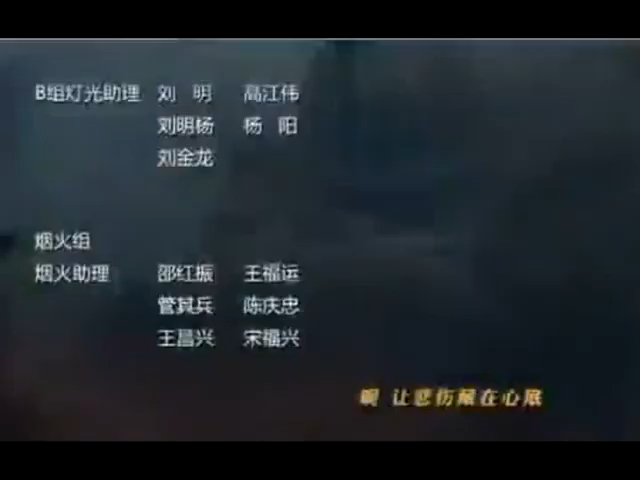 B组灯光助理 刘 明 高江伟
刘明杨 杨 阳
刘金龙
烟火组
烟火助理 邵红振 王福运
管其兵 陈庆忠
王昌兴 宋福兴
啊 让悲伤藏在心底